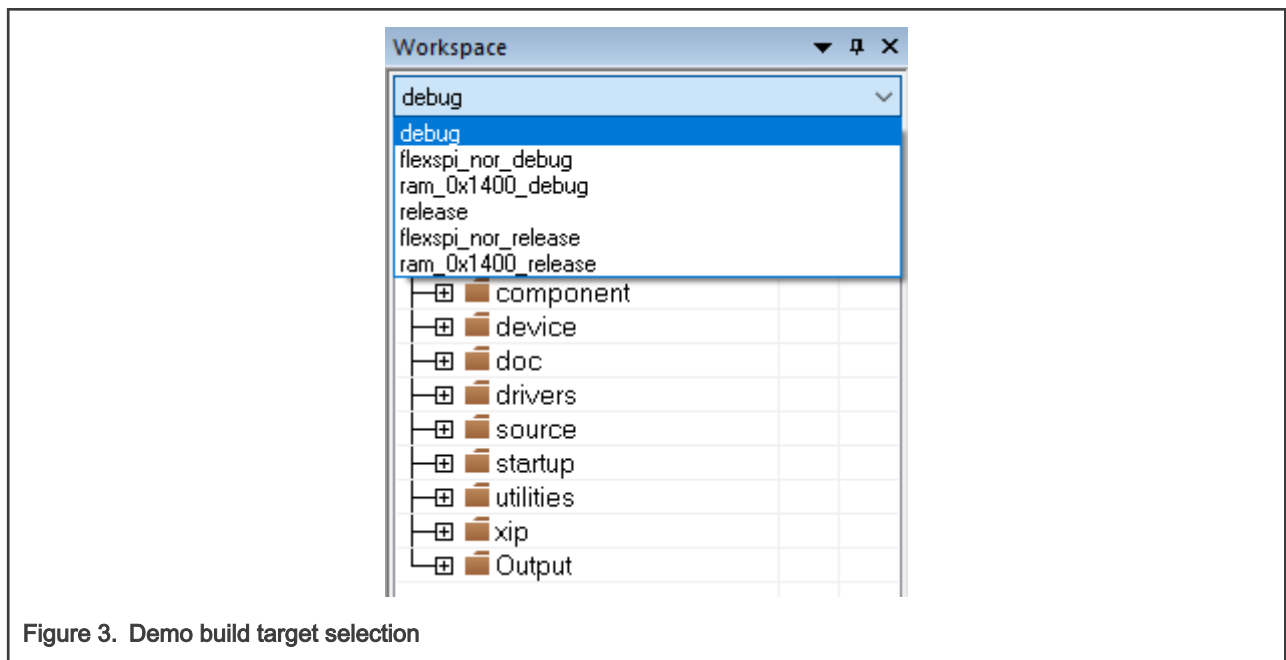 Workspace
debug
debug
flexspi_nor_debug
ram_0x1400_debug
release
flexspi_nor_release
ram_0x1400_release
component
device
doc
drivers
source
startup
utilities
xip
Output
Figure 3. Demo build target selection